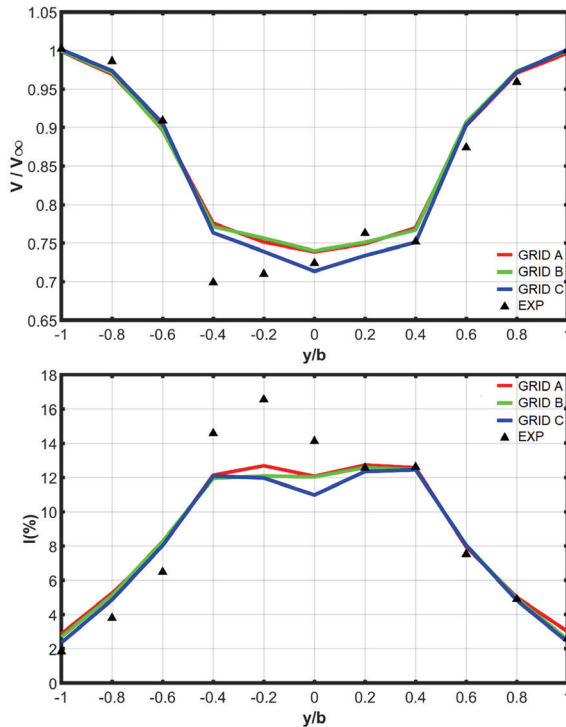 1.05
1
0.95
0.9
0.85
0.8
0.75
0.7
0.65
V / V∞
-1 -0.8 -0.6 -0.4 -0.2 0 0.2 0.4 0.6 0.8 1
y/b
GRID A
GRID B
GRID C
EXP
18
16
14
12
10
8
6
4
2
0
I(%)
-1 -0.8 -0.6 -0.4 -0.2 0 0.2 0.4 0.6 0.8 1
y/b
GRID A
GRID B
GRID C
EXP